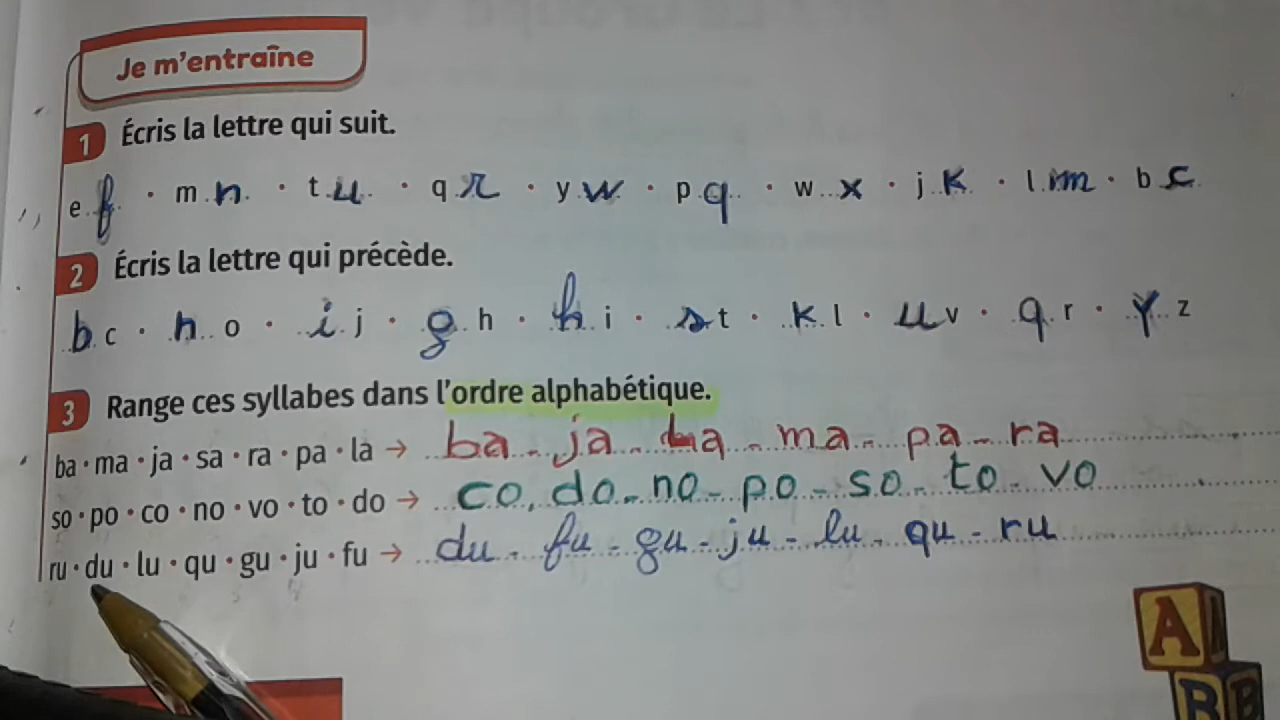 Je m'entraîne
1 Écris la lettre qui suit.
e f · m n · t u · q r · y w · p q · w x · j k · l m · b c
2 Écris la lettre qui précède.
b c · n o · i j · g h · h i · s t · k l · u v · q r · y z
3 Range ces syllabes dans l'ordre alphabétique.
ba · ma · ja · sa · ra · pa · la → ba - ja - la - ma - pa - ra
so · po · co · no · vo · to · do → co, do - no - po - so - to - vo
ru · du · lu · qu · gu · ju · fu → du - fu - gu - ju - lu - qu - ru
A
B B